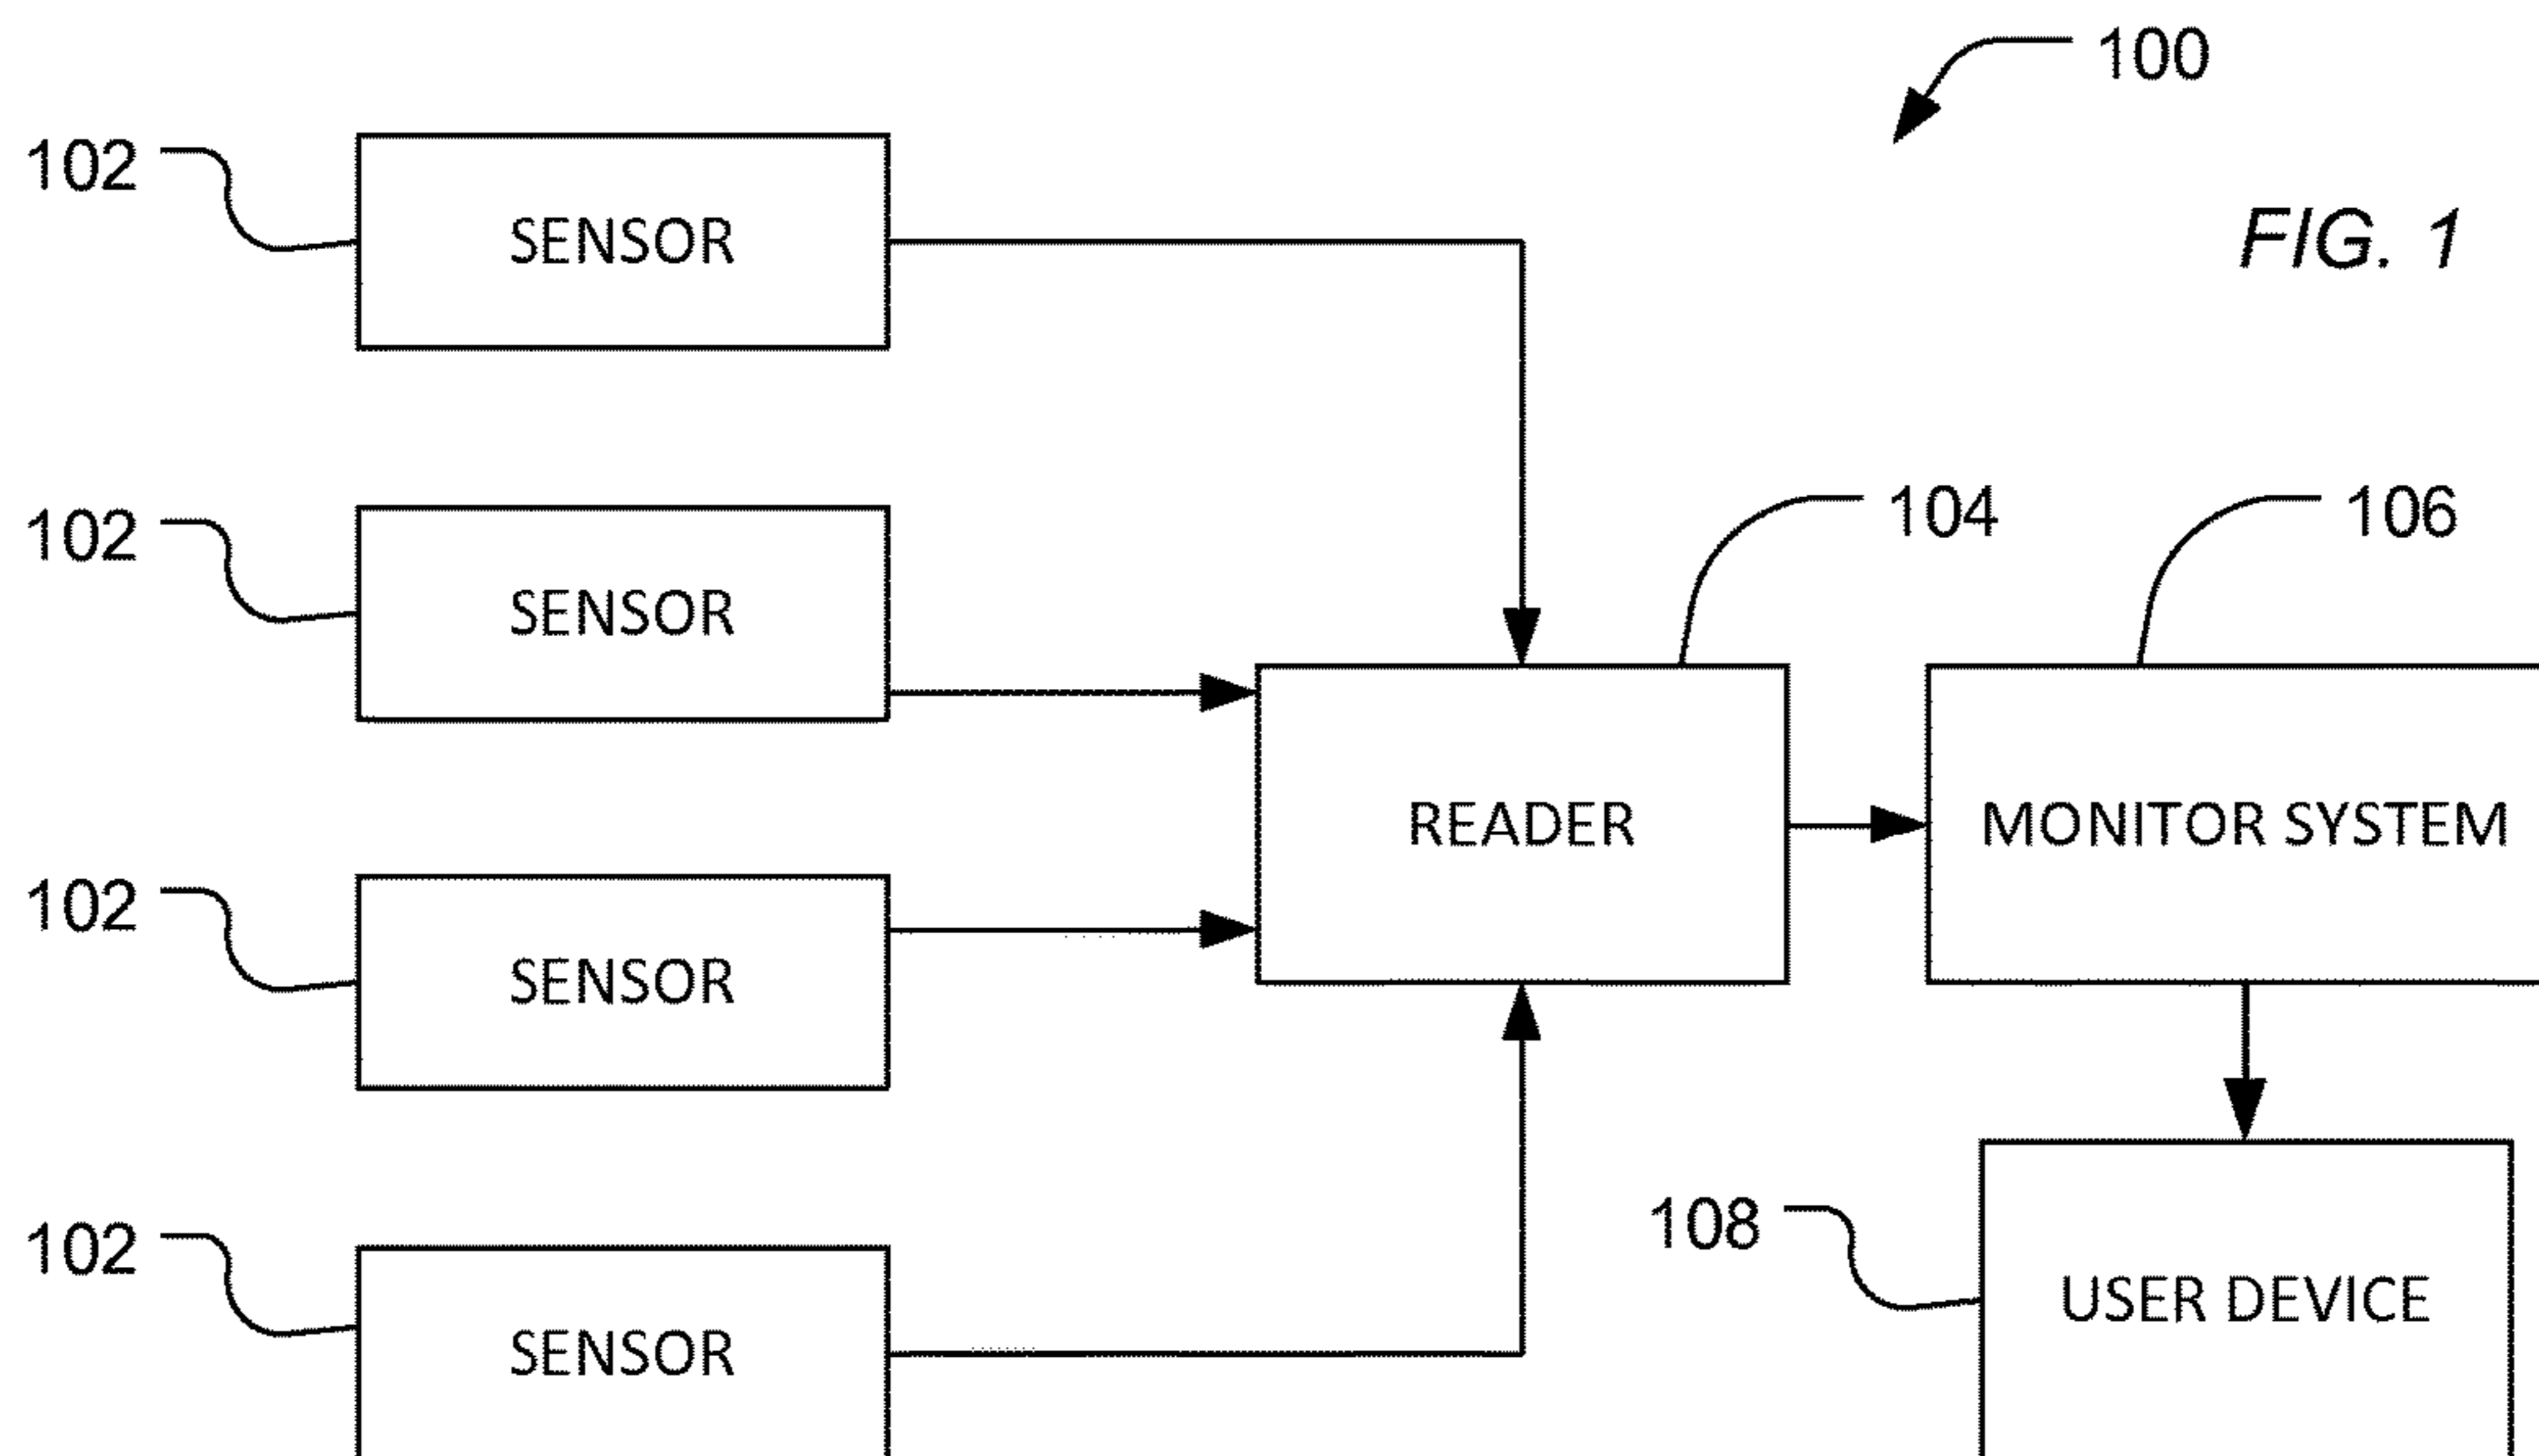 100
102
SENSOR
FIG. 1
102
SENSOR
104
106
READER
MONITOR SYSTEM
102
SENSOR
102
SENSOR
108
USER DEVICE